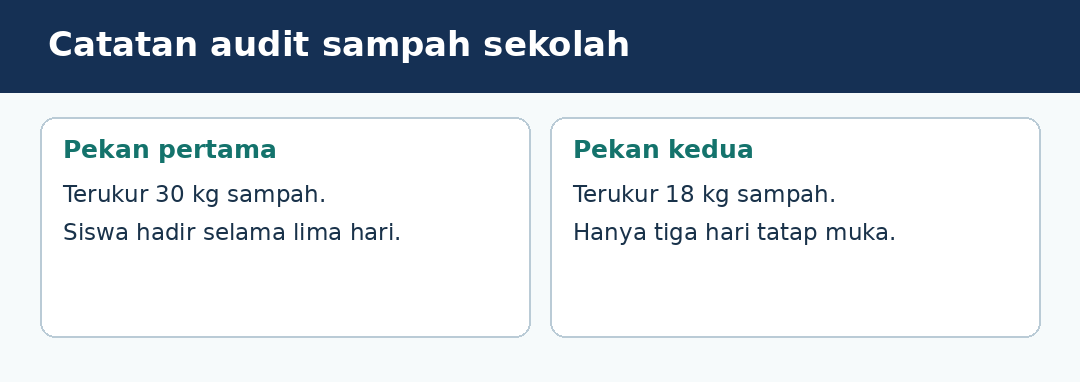 Catatan audit sampah sekolah
Pekan pertama
Terukur 30 kg sampah.
Siswa hadir selama lima hari.
Pekan kedua
Terukur 18 kg sampah.
Hanya tiga hari tatap muka.